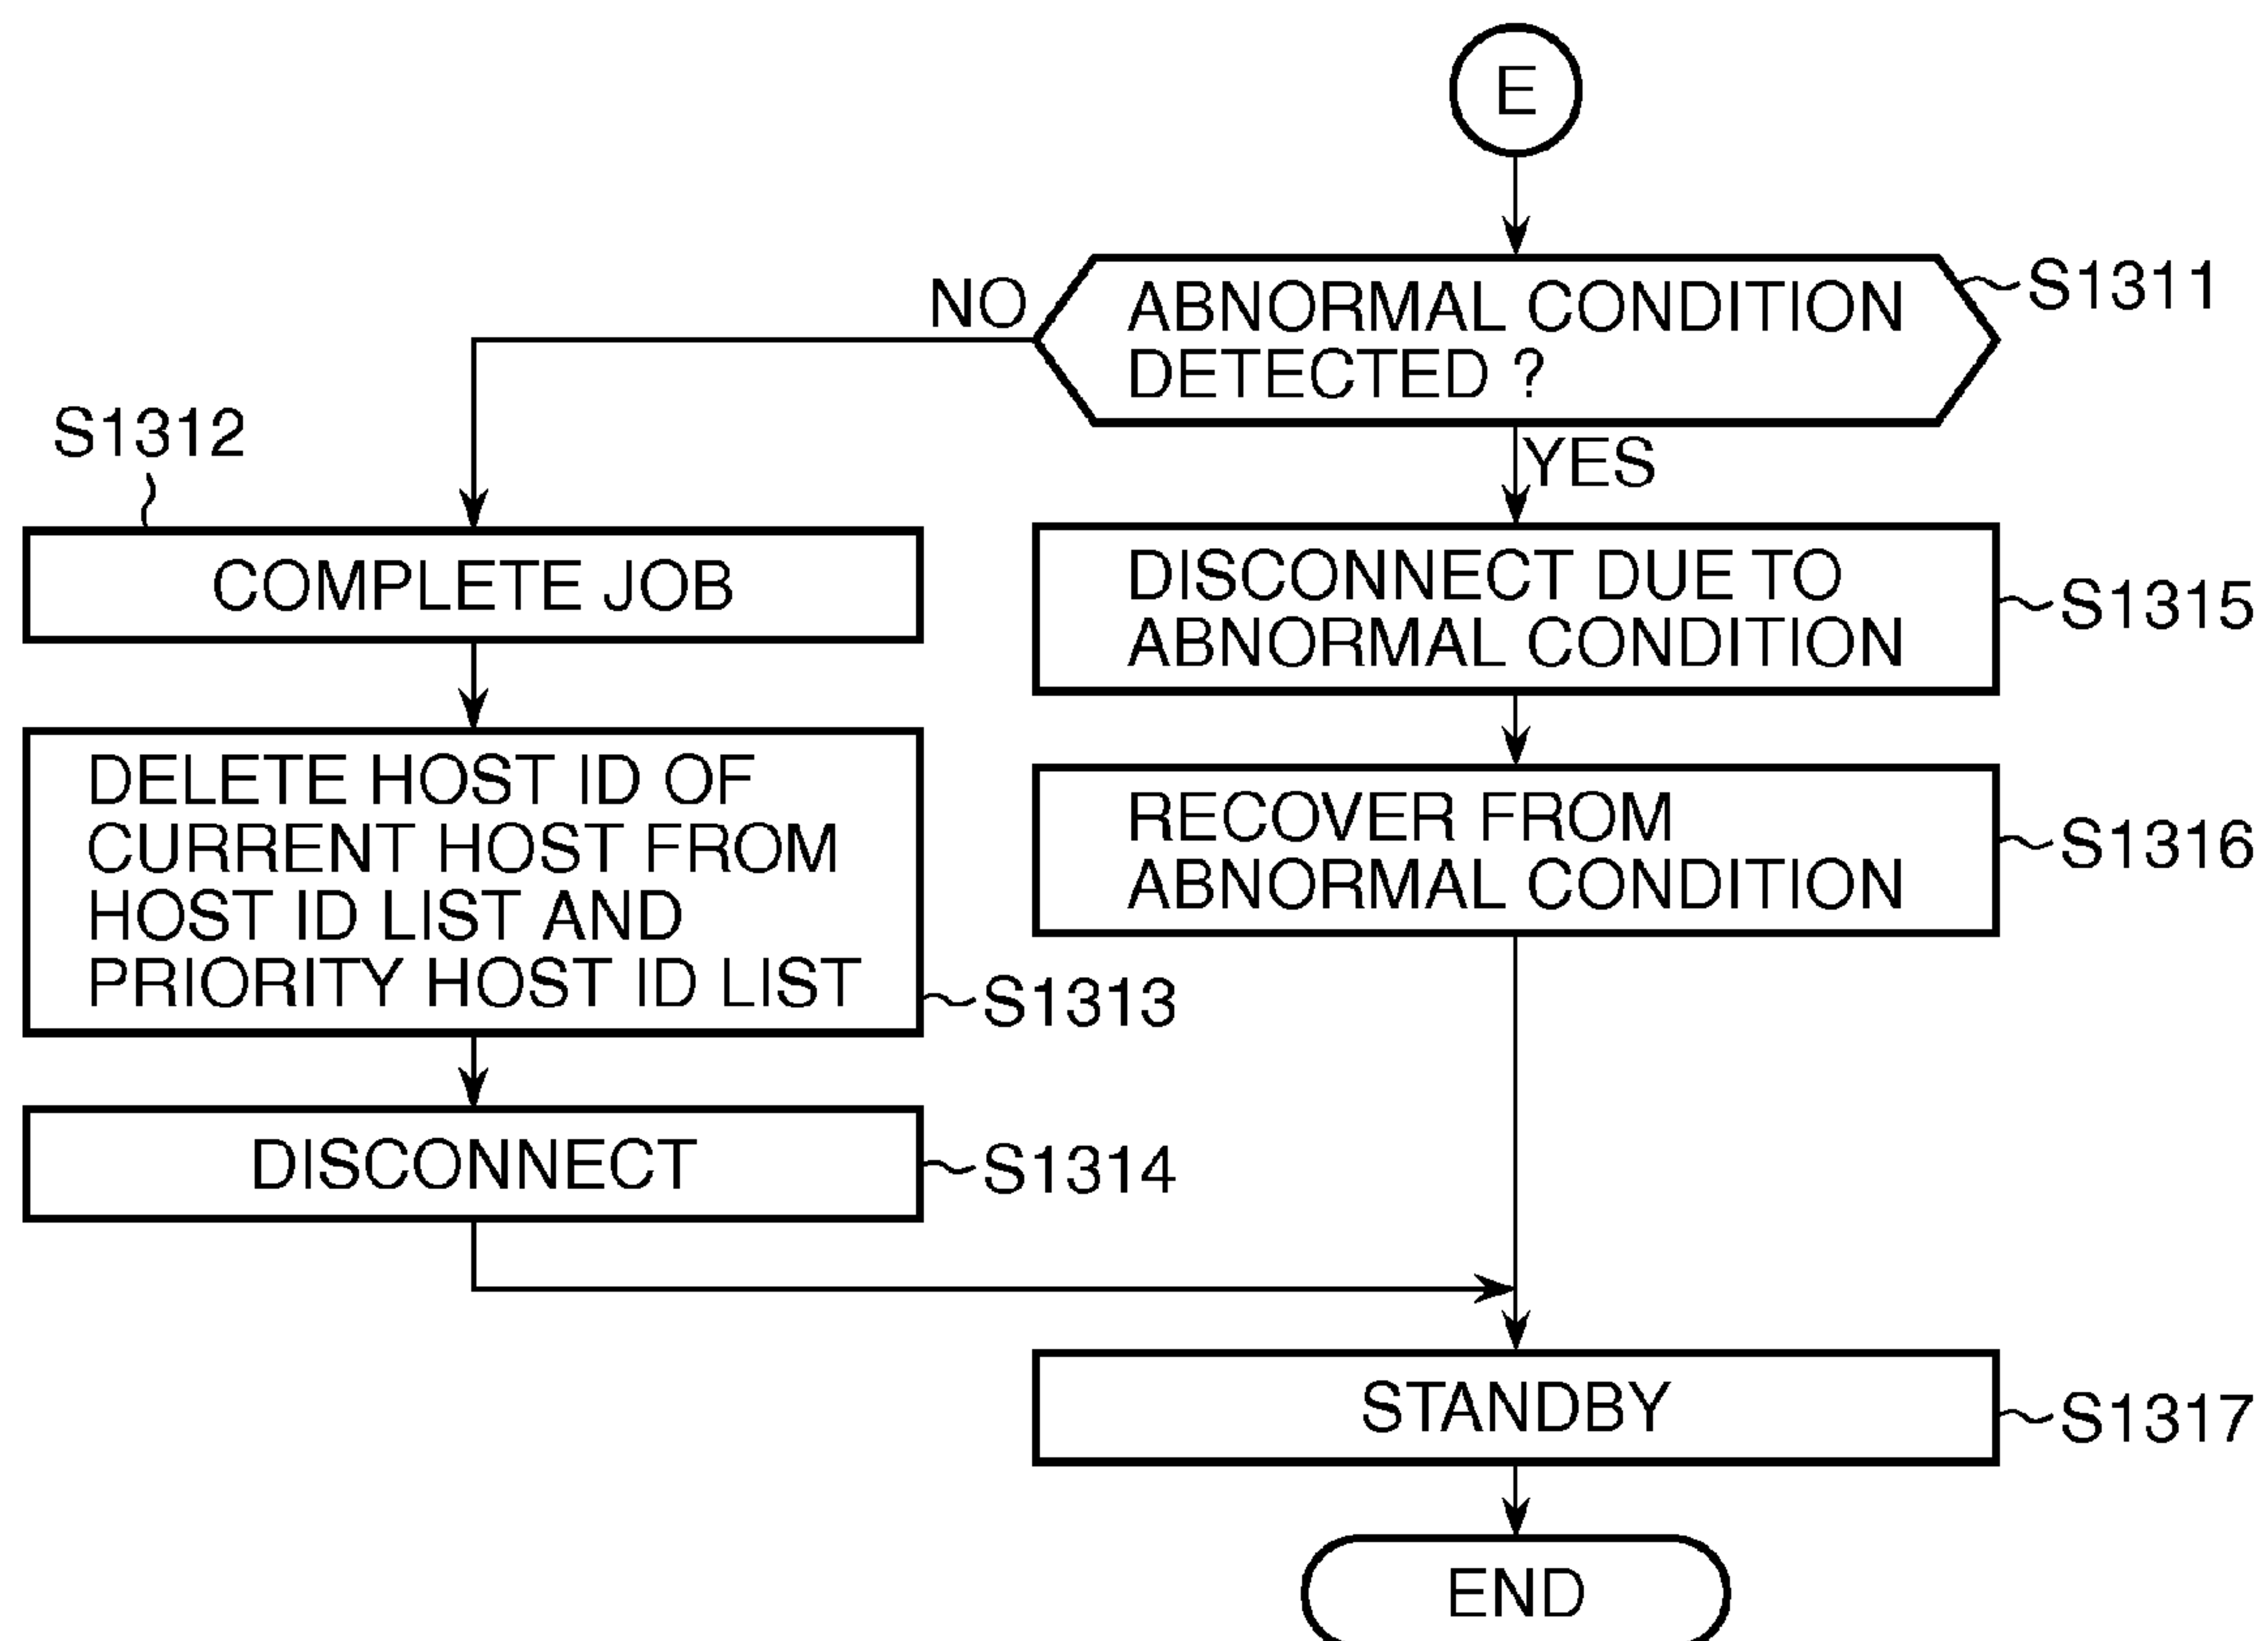 E
ABNORMAL CONDITION
DETECTED ?
S1311
NO
YES
S1312
COMPLETE JOB
DELETE HOST ID OF
CURRENT HOST FROM
HOST ID LIST AND
PRIORITY HOST ID LIST
S1313
DISCONNECT
S1314
DISCONNECT DUE TO
ABNORMAL CONDITION
S1315
RECOVER FROM
ABNORMAL CONDITION
S1316
STANDBY
S1317
END